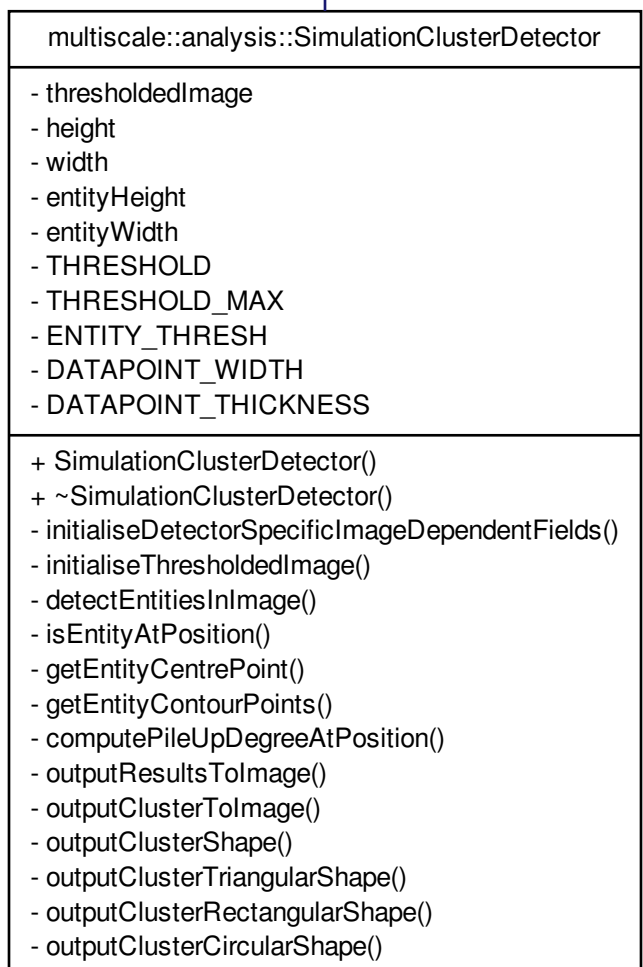 multiscale::analysis::SimulationClusterDetector
- thresholdedImage
- height
- width
- entityHeight
- entityWidth
- THRESHOLD
- THRESHOLD_MAX
- ENTITY_THRESH
- DATAPOINT_WIDTH
- DATAPOINT_THICKNESS
+ SimulationClusterDetector()
+ ~SimulationClusterDetector()
- initialiseDetectorSpecificImageDependentFields()
- initialiseThresholdedImage()
- detectEntitiesInImage()
- isEntityAtPosition()
- getEntityCentrePoint()
- getEntityContourPoints()
- computePileUpDegreeAtPosition()
- outputResultsToImage()
- outputClusterToImage()
- outputClusterShape()
- outputClusterTriangularShape()
- outputClusterRectangularShape()
- outputClusterCircularShape()